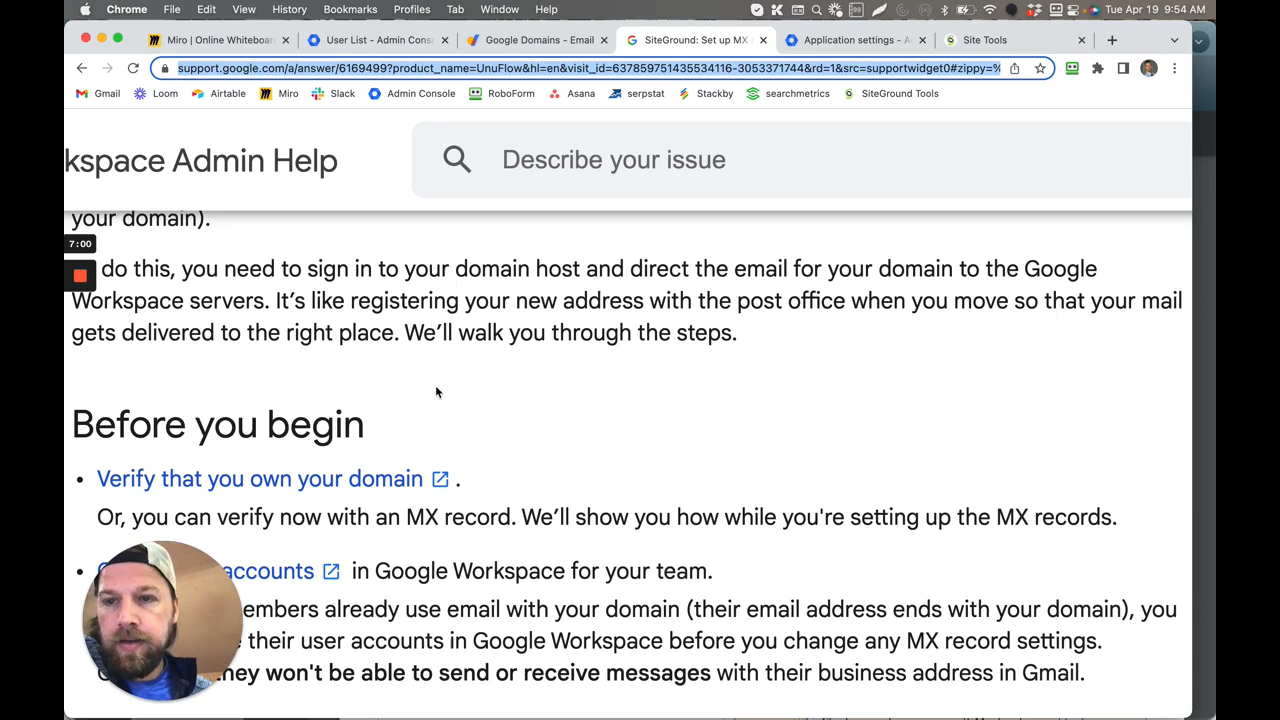 Chrome File Edit View History Bookmarks Profiles Tab Window Help Tue Apr 19 9:54 AM
Miro | Online Whiteboar
User List - Admin Cons
Google Domains - Email
SiteGround: Set up MX
Application settings - A
Site Tools
support.google.com/a/answer/6169499?product_name=UnuFlow&hl=en&visit_id=637859751435534116-3053371744&rd=1&src=supportwidget0#zippy=%
Gmail Loom Airtable Miro Slack Admin Console RoboForm Asana serpstat Stackby searchmetrics SiteGround Tools
kspace Admin Help
Describe your issue
your domain).
7:00
do this, you need to sign in to your domain host and direct the email for your domain to the Google
Workspace servers. It’s like registering your new address with the post office when you move so that your mail
gets delivered to the right place. We’ll walk you through the steps.
Before you begin
• Verify that you own your domain .
Or, you can verify now with an MX record. We’ll show you how while you're setting up the MX records.
• accounts in Google Workspace for your team.
embers already use email with your domain (their email address ends with your domain), you
their user accounts in Google Workspace before you change any MX record settings.
they won't be able to send or receive messages with their business address in Gmail.